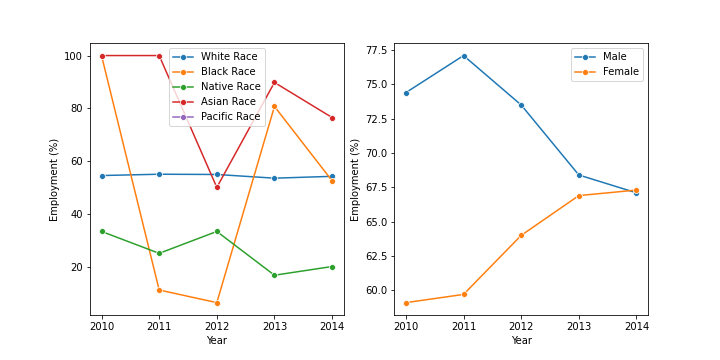 100
80
60
40
20
Employment (%)
2010 2011 2012 2013 2014
Year
White Race
Black Race
Native Race
Asian Race
Pacific Race
77.5
75.0
72.5
70.0
67.5
65.0
62.5
60.0
Employment (%)
2010 2011 2012 2013 2014
Year
Male
Female